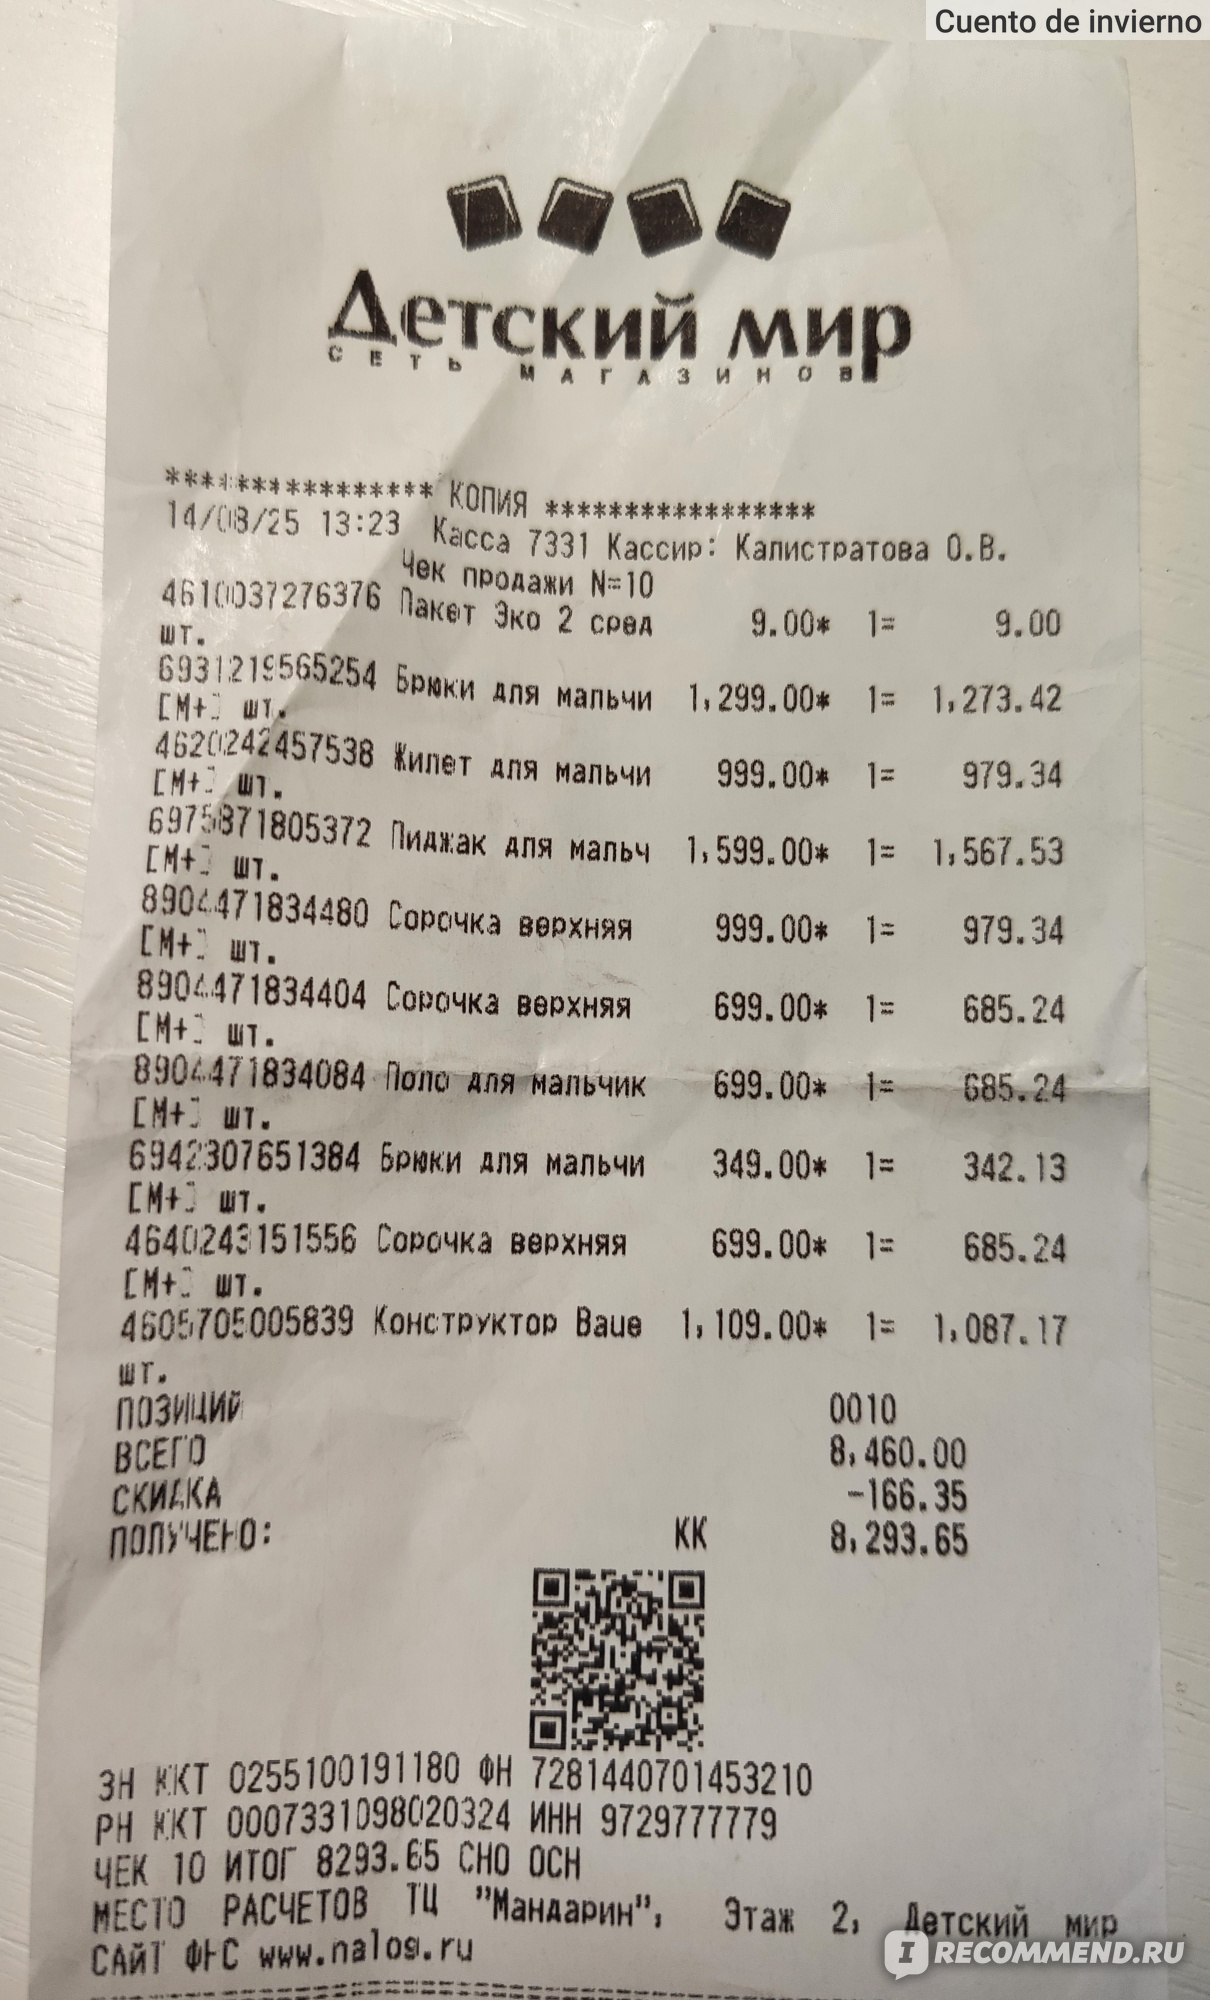 Cuento de invierno
Детский мир
СЕТЬ МАГАЗИНОВ
***************** КОПИЯ *****************
14/08/25 13:23 Касса 7331 Кассир: Калистратова О.В.
Чек продажи N=10
4610037276376 Пакет Эко 2 сред 9.00* 1= 9.00
шт.
6931219565254 Брюки для мальчи 1,299.00* 1= 1,273.42
[M+] шт.
4620242457538 Жилет для мальчи 999.00* 1= 979.34
[M+] шт.
6975871805372 Пиджак для мальч 1,599.00* 1= 1,567.53
[M+] шт.
8904471834480 Сорочка верхняя 999.00* 1= 979.34
[M+] шт.
8904471834404 Сорочка верхняя 699.00* 1= 685.24
[M+] шт.
8904471834084 Поло для мальчик 699.00* 1= 685.24
[M+] шт.
6942307651384 Брюки для мальчи 349.00* 1= 342.13
[M+] шт.
4640243151556 Сорочка верхняя 699.00* 1= 685.24
[M+] шт.
4605705005839 Конструктор Baue 1,109.00* 1= 1,087.17
шт.
ПОЗИЦИЙ 0010
ВСЕГО 8,460.00
СКИДКА -166.35
ПОЛУЧЕНО: КК 8,293.65
ЗН ККТ 0255100191180 ФН 7281440701453210
РН ККТ 0007331098020324 ИНН 9729777779
ЧЕК 10 ИТОГ 8293.65 СНО ОСН
МЕСТО РАСЧЕТОВ ТЦ "Мандарин", Этаж 2, Детский мир
САЙТ ФНС www.nalog.ru
IRECOMMEND.RU